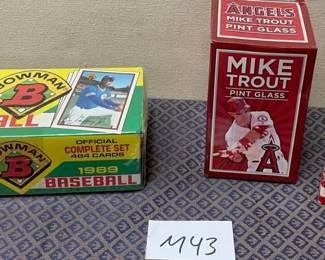 BOWMAN
B
BALL
OFFICIAL
COMPLETE SET
484 CARDS
1989
BASEBALL
BOWMAN
B
ALL
ANGELS
MIKE TROUT
PINT GLASS
MIKE
TROUT
PINT GLASS
A
M43